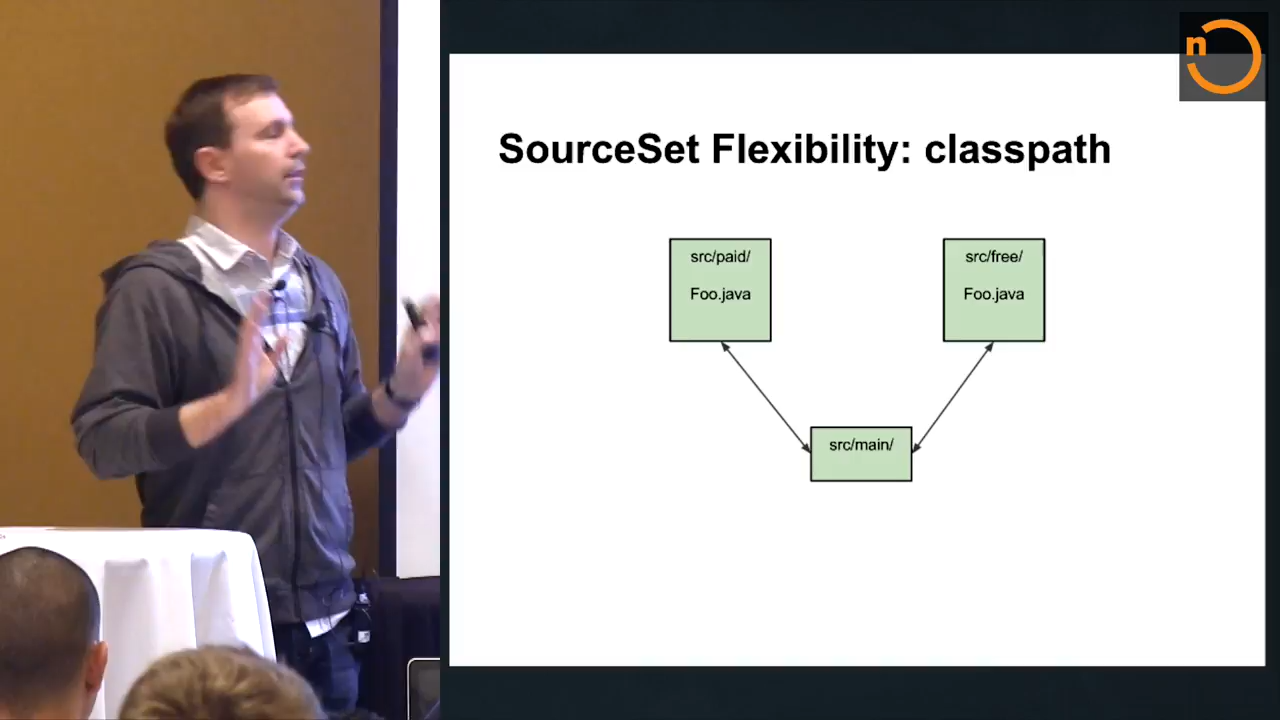 n
SourceSet Flexibility: classpath
src/paid/
Foo.java
src/free/
Foo.java
src/main/